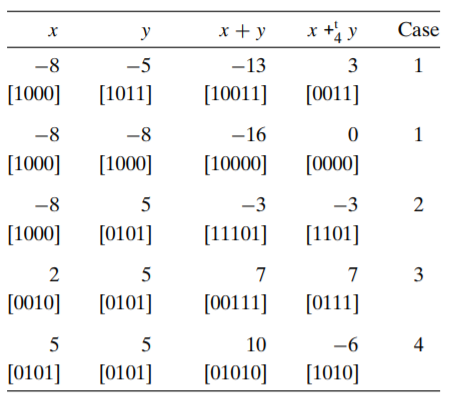 x y x + y x +ᵗ₄ y Case
−8 −5 −13 3 1
[1000] [1011] [10011] [0011]
−8 −8 −16 0 1
[1000] [1000] [10000] [0000]
−8 5 −3 −3 2
[1000] [0101] [11101] [1101]
2 5 7 7 3
[0010] [0101] [00111] [0111]
5 5 10 −6 4
[0101] [0101] [01010] [1010]